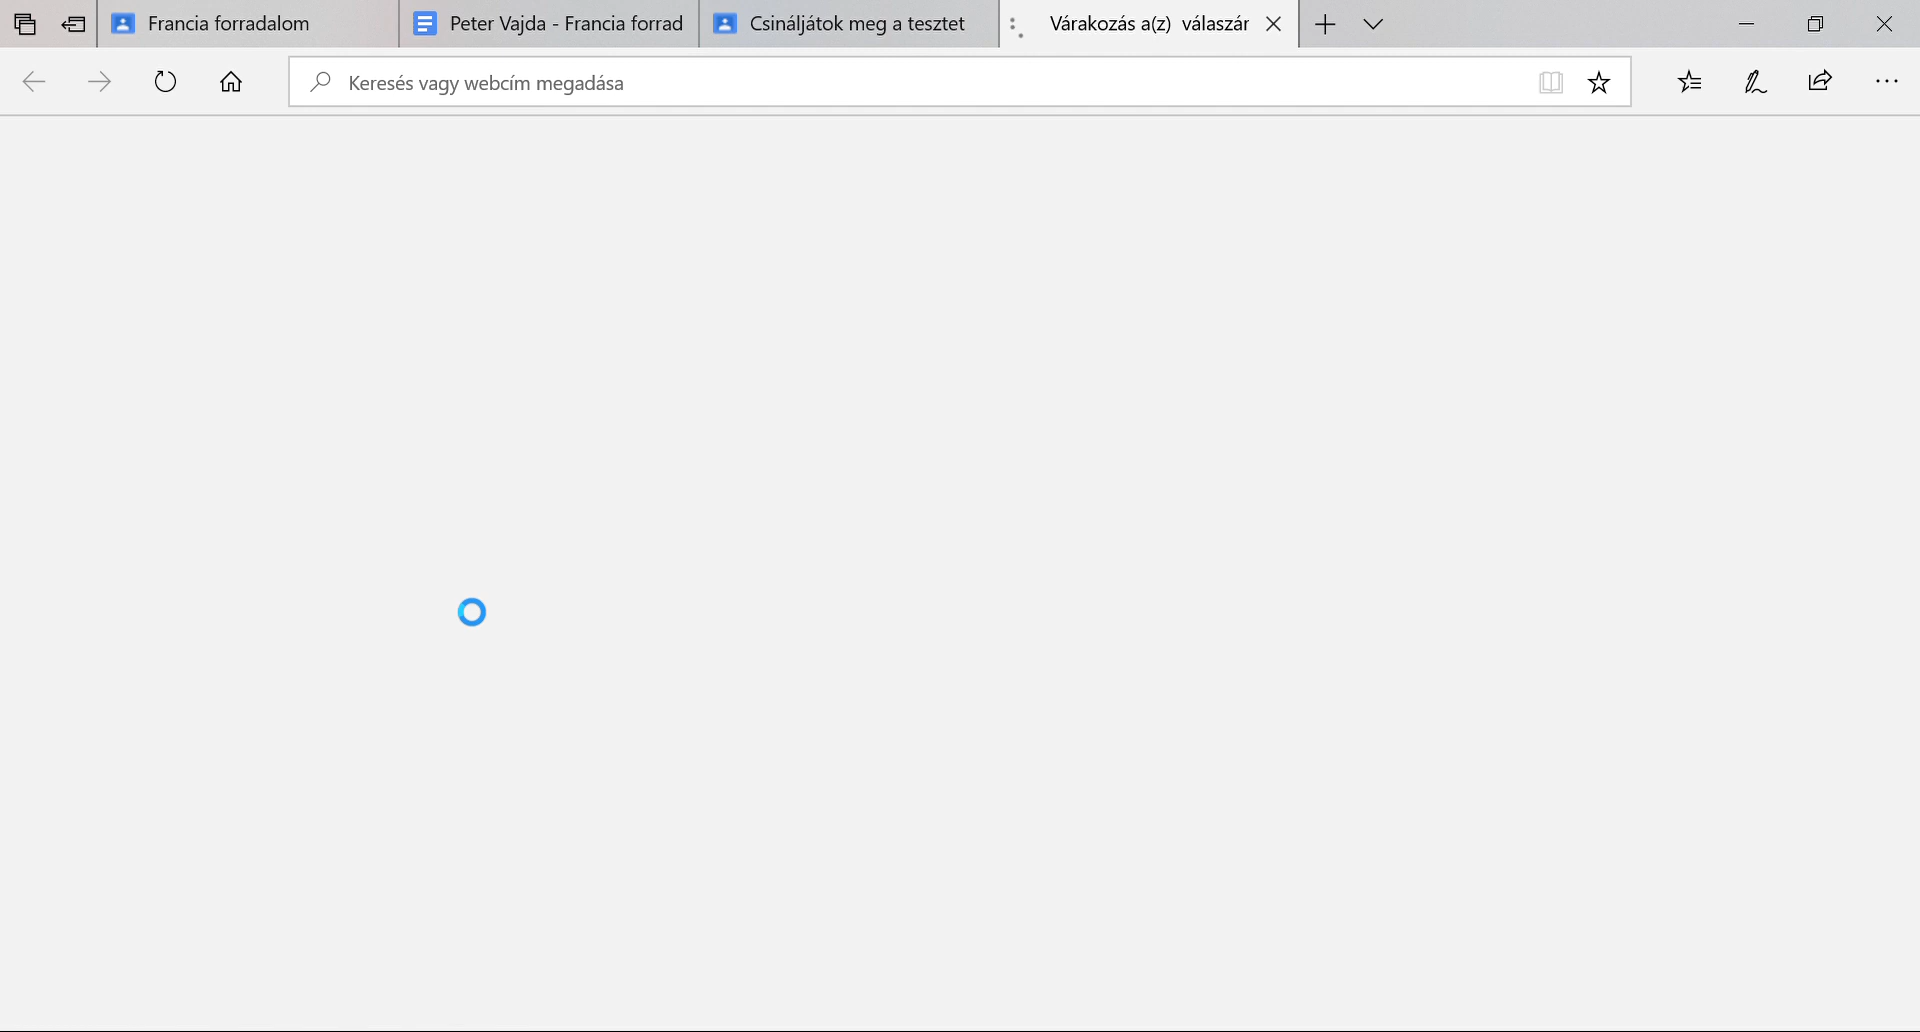 Francia forradalom
Peter Vajda - Francia forrad
Csináljátok meg a tesztet
Várakozás a(z) válaszár
Keresés vagy webcím megadása